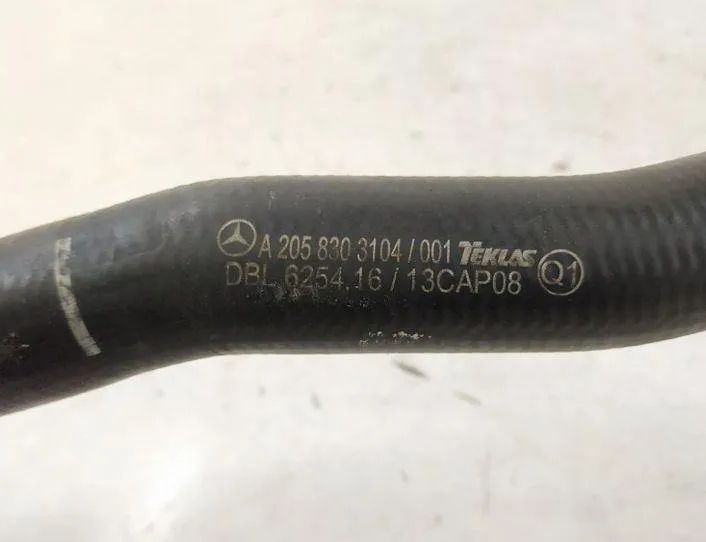 A 205 830 3104 / 001 TEKLAS
DBL 6254.16 / 13CAP08 Q1